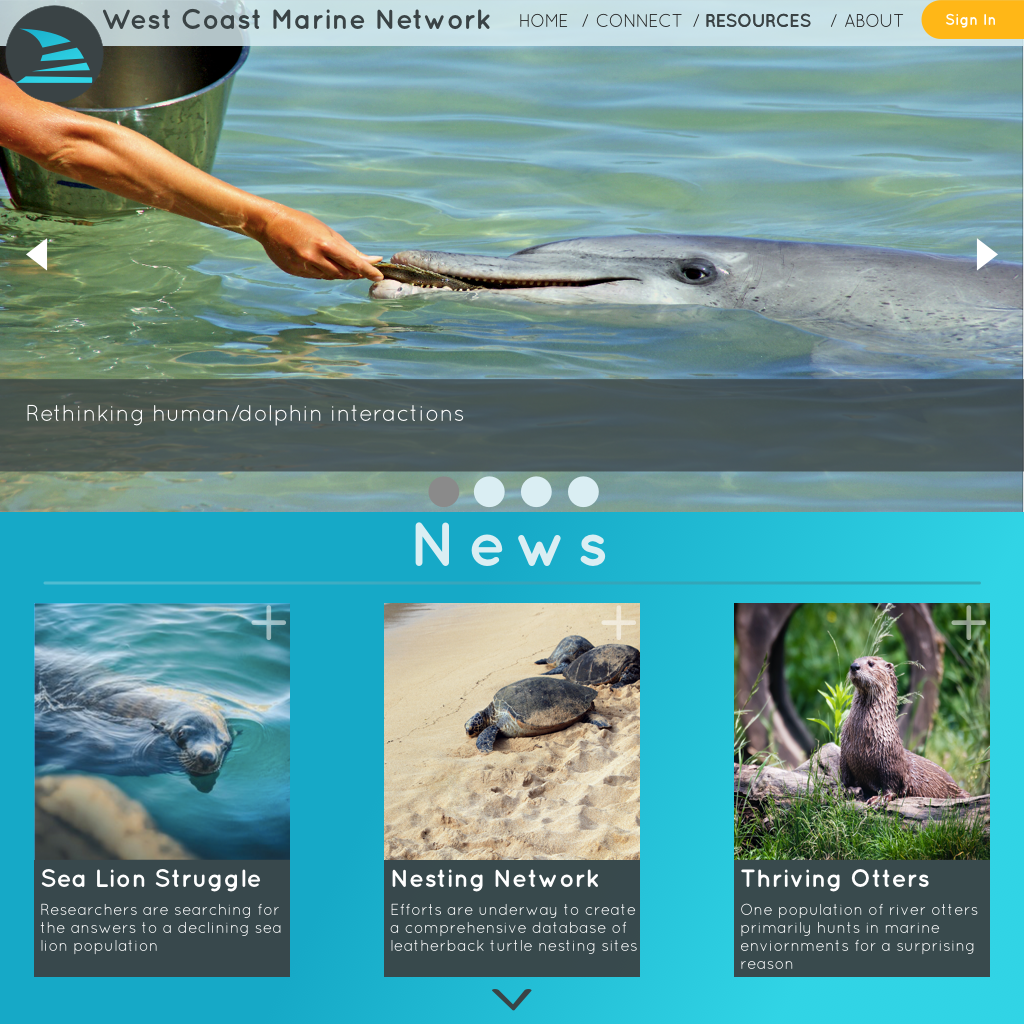 West Coast Marine Network
HOME / CONNECT / RESOURCES / ABOUT
Sign In
Rethinking human/dolphin interactions
News
Sea Lion Struggle
Researchers are searching for
the answers to a declining sea
lion population
Nesting Network
Efforts are underway to create
a comprehensive database of
leatherback turtle nesting sites
Thriving Otters
One population of river otters
primarily hunts in marine
enviornments for a surprising
reason